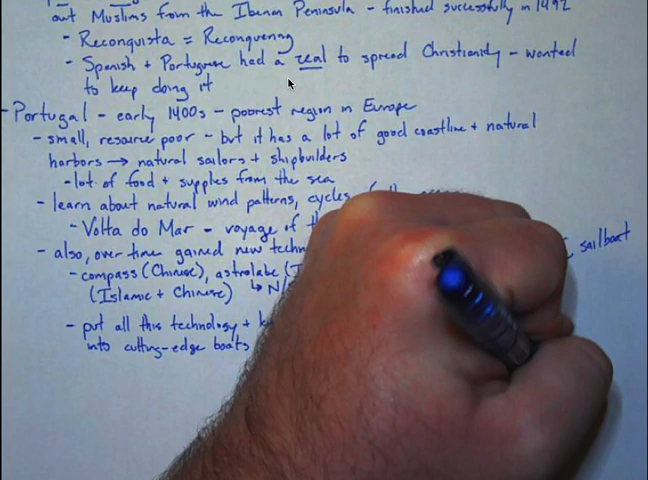 out Muslims from the Iberian Peninsula - finished successfully in 1492
- Reconquista = Reconquering
- Spanish + Portuguese had a zeal to spread Christianity - wanted
to keep doing it
- Portugal - early 1400s - poorest region in Europe
- small, resource poor - but it has a lot of good coastline + natural
harbors → natural sailors + shipbuilders
- lot of food + supplies from the sea
- learn about natural wind patterns, cycles of
- Volta do Mar - voyage of
- also, over time gained new
sailboat
- compass (Chinese), astrolabe
(Islamic + Chinese) ↳ N/
- put all this technology +
into cutting-edge boats